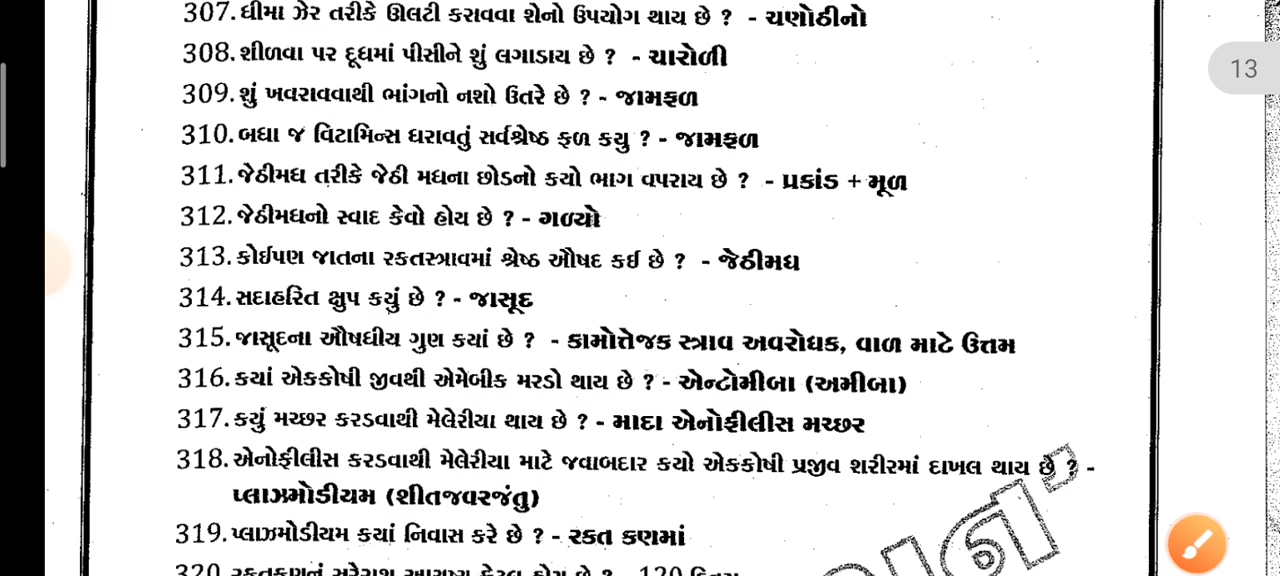 307. ધીમા ઝેર તરીકે ઊલટી કરાવવા શેનો ઉપયોગ થાય છે ? - ચણોઠીનો
308. શીળવા પર દૂધમાં પીસીને શું લગાડાય છે ? - ચારોળી
13
309. શું ખવરાવવાથી ભાંગનો નશો ઉતરે છે ? - જામફળ
310. બધા જ વિટામિન્સ ધરાવતું સર્વશ્રેષ્ઠ ફળ કયુ ? - જામફળ
311. જેઠીમધ તરીકે જેઠી મધના છોડનો કયો ભાગ વપરાય છે ? - પ્રકાંડ + મૂળ
312. જેઠીમધનો સ્વાદ કેવો હોય છે ? - ગળ્યો
313. કોઈપણ જાતના રકતસ્ત્રાવમાં શ્રેષ્ઠ ઔષદ કઈ છે ? - જેઠીમધ
314. સદાહરિત ક્ષુપ કયું છે ? - જાસૂદ
315. જાસૂદના ઔષધીય ગુણ કયાં છે ? - કામોત્તેજક સ્ત્રાવ અવરોધક, વાળ માટે ઉત્તમ
316. કયાં એકકોષી જીવથી એમેબીક મરડો થાય છે ? - એન્ટોમીબા (અમીબા)
317. કયું મચ્છર કરડવાથી મેલેરીયા થાય છે ? - માદા એનોફીલીસ મચ્છર
318. એનોફીલીસ કરડવાથી મેલેરીયા માટે જવાબદાર કયો એકકોષી પ્રજીવ શરીરમાં દાખલ થાય છે ? -
પ્લાઝમોડીયમ (શીતજવરજંતુ)
319. પ્લાઝમોડીયમ કયાં નિવાસ કરે છે ? - રકત કણમાં